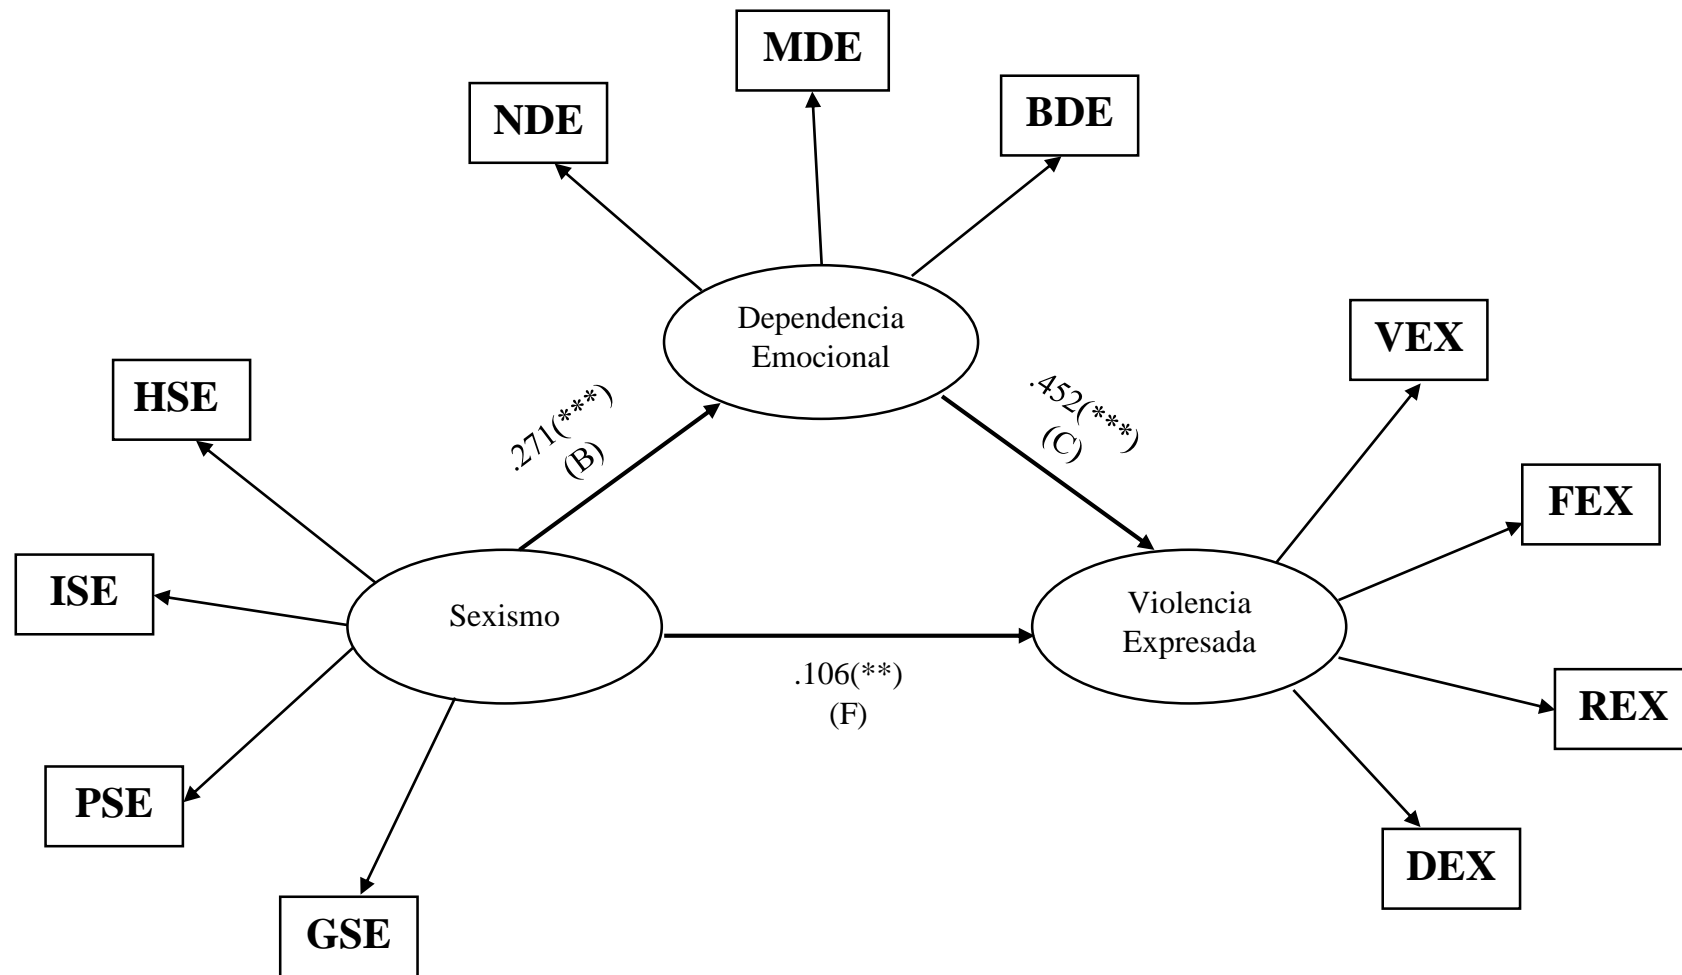 MDE
NDE
BDE
Dependencia
Emocional
VEX
HSE
.271(***)
(B)
.452(***)
(C)
FEX
ISE
Sexismo
Violencia
Expresada
.106(**)
(F)
REX
PSE
DEX
GSE